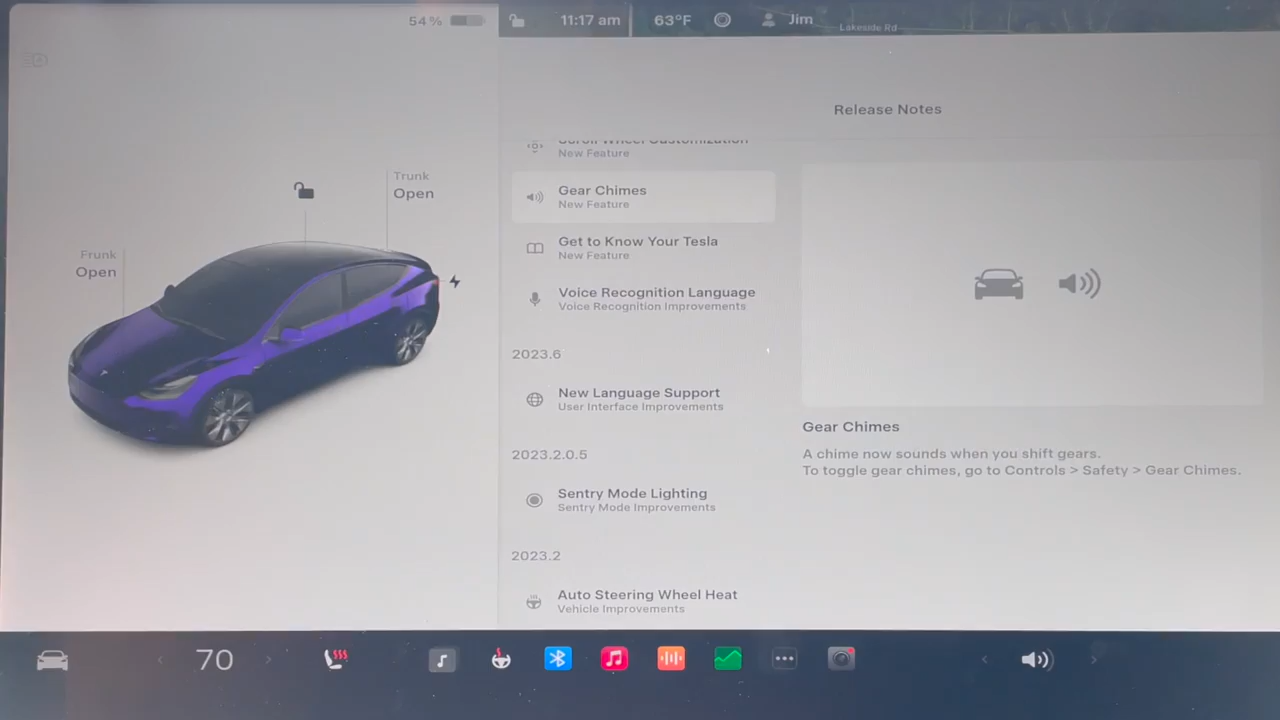 54 %
11:17 am
63°F
Jim
Lakeside Rd
Trunk
Open
Frunk
Open
Release Notes
Scroll Wheel Customization
New Feature
Gear Chimes
New Feature
Get to Know Your Tesla
New Feature
Voice Recognition Language
Voice Recognition Improvements
2023.6
New Language Support
User Interface Improvements
2023.2.0.5
Sentry Mode Lighting
Sentry Mode Improvements
2023.2
Auto Steering Wheel Heat
Vehicle Improvements
Gear Chimes
A chime now sounds when you shift gears.
To toggle gear chimes, go to Controls > Safety > Gear Chimes.
70